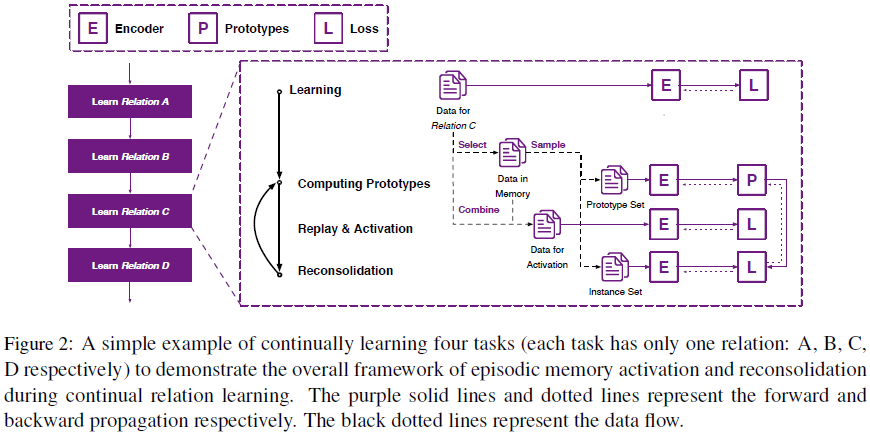 E Encoder P Prototypes L Loss
Learn Relation A
Learn Relation B
Learn Relation C
Learn Relation D
Learning
Computing Prototypes
Replay & Activation
Reconsolidation
Data for
Relation C
E
L
Select
Sample
Data in
Memory
Prototype Set
E
P
Combine
Data for
Activation
E
L
Instance Set
E
L
Figure 2: A simple example of continually learning four tasks (each task has only one relation: A, B, C,
D respectively) to demonstrate the overall framework of episodic memory activation and reconsolidation
during continual relation learning. The purple solid lines and dotted lines represent the forward and
backward propagation respectively. The black dotted lines represent the data flow.